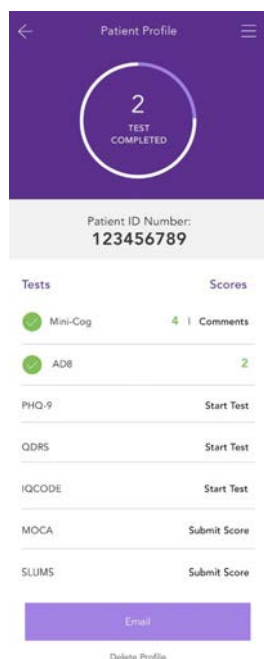 Patient Profile
2
TEST
COMPLETED
Patient ID Number:
123456789
Tests Scores
Mini-Cog 4 | Comments
AD8 2
PHQ-9 Start Test
QDRS Start Test
IQCODE Start Test
MOCA Submit Score
SLUMS Submit Score
Email
Delete Profile